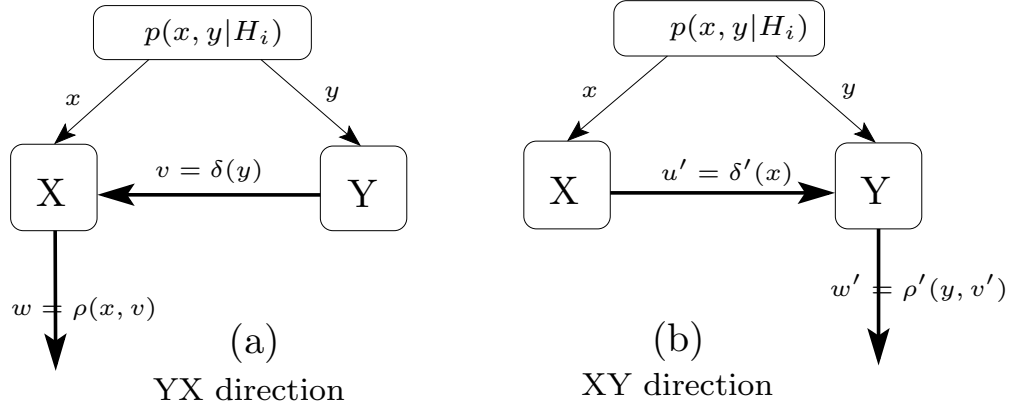 p(x, y|H_i)
x
y
X
v = δ(y)
Y
w = ρ(x, v)
(a)
YX direction
p(x, y|H_i)
x
y
X
u′ = δ′(x)
Y
w′ = ρ′(y, v′)
(b)
XY direction